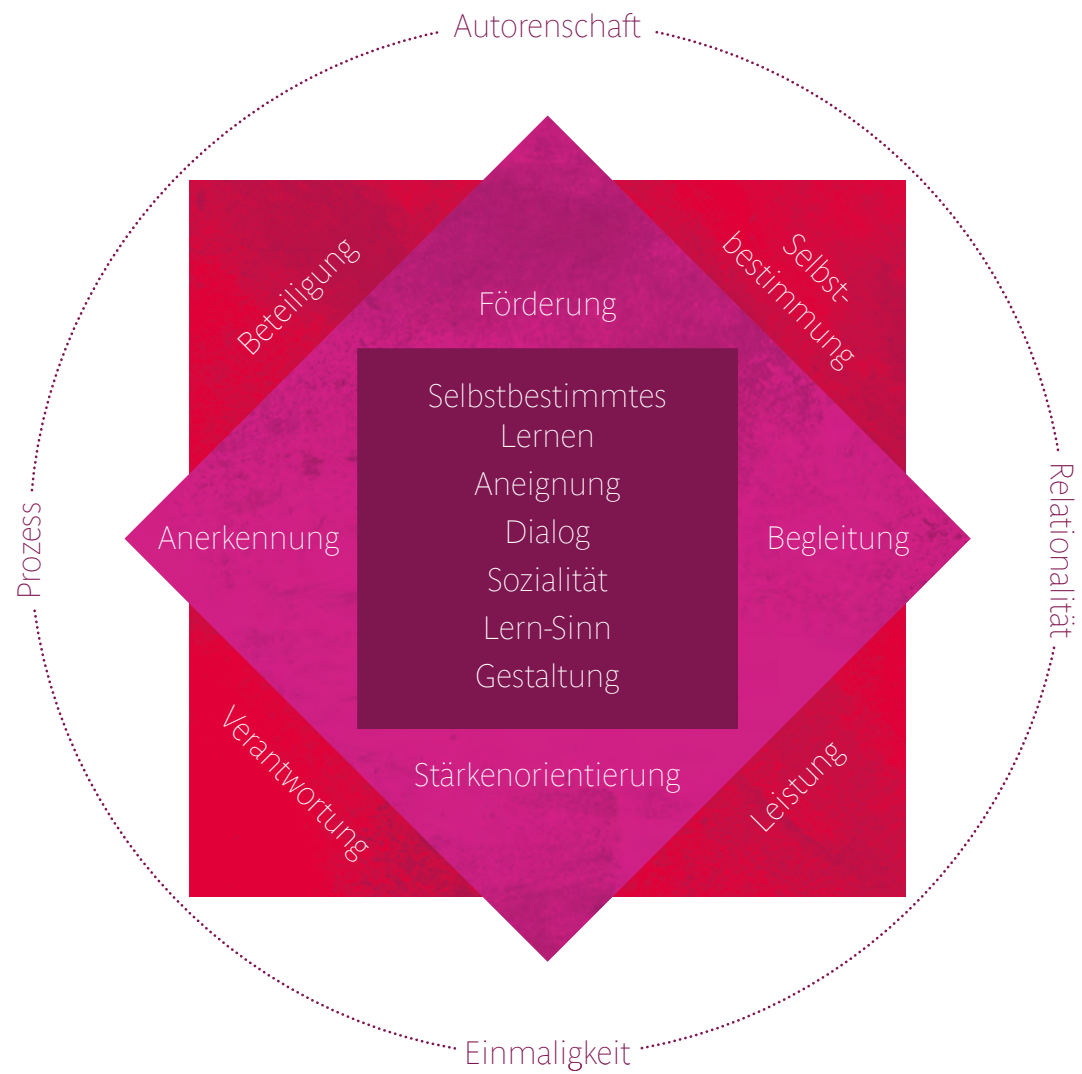 Autorenschaft
Beteiligung
Selbst-
bestimmung
Förderung
Selbstbestimmtes
Lernen
Aneignung
Dialog
Sozialität
Lern-Sinn
Gestaltung
Prozess
Anerkennung
Begleitung
Relationalität
Stärkenorientierung
Verantwortung
Leistung
Einmaligkeit